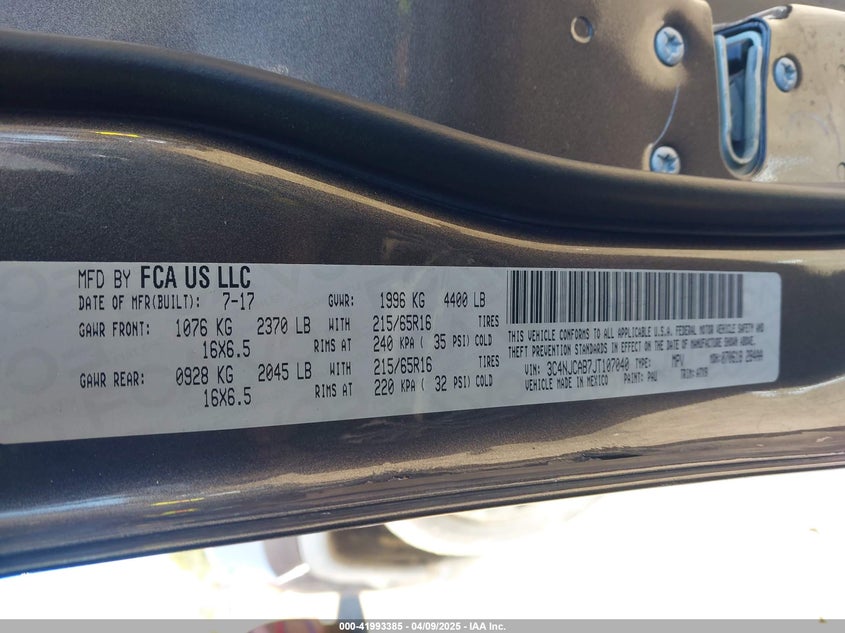 MFD BY FCA US LLC
DATE OF MFR(BUILT): 7-17 GVWR: 1996 KG 4400 LB
GAWR FRONT: 1076 KG 2370 LB WITH 215/65R16 TIRES
16X6.5 RIMS AT 240 KPA ( 35 PSI) COLD
GAWR REAR: 0928 KG 2045 LB WITH 215/65R16 TIRES
16X6.5 RIMS AT 220 KPA ( 32 PSI) COLD
THIS VEHICLE CONFORMS TO ALL APPLICABLE U.S.A. FEDERAL MOTOR VEHICLE SAFETY AND
THEFT PREVENTION STANDARDS IN EFFECT ON THE DATE OF MANUFACTURE SHOWN ABOVE.
VIN: 3C4NJCAB7JT107040 TYPE: MPV MDH:
VEHICLE MADE IN MEXICO PAINT: PAU TRIM:
000-41993385 - 04/09/2025 - IAA Inc.